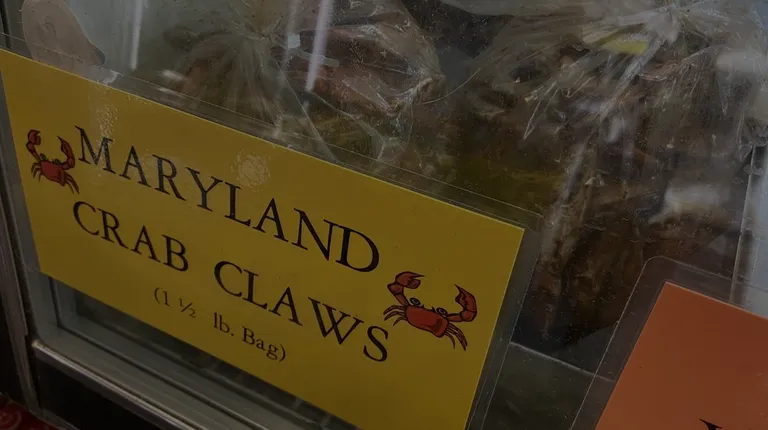 MARYLAND
CRAB CLAWS
(1 ½ lb. Bag)